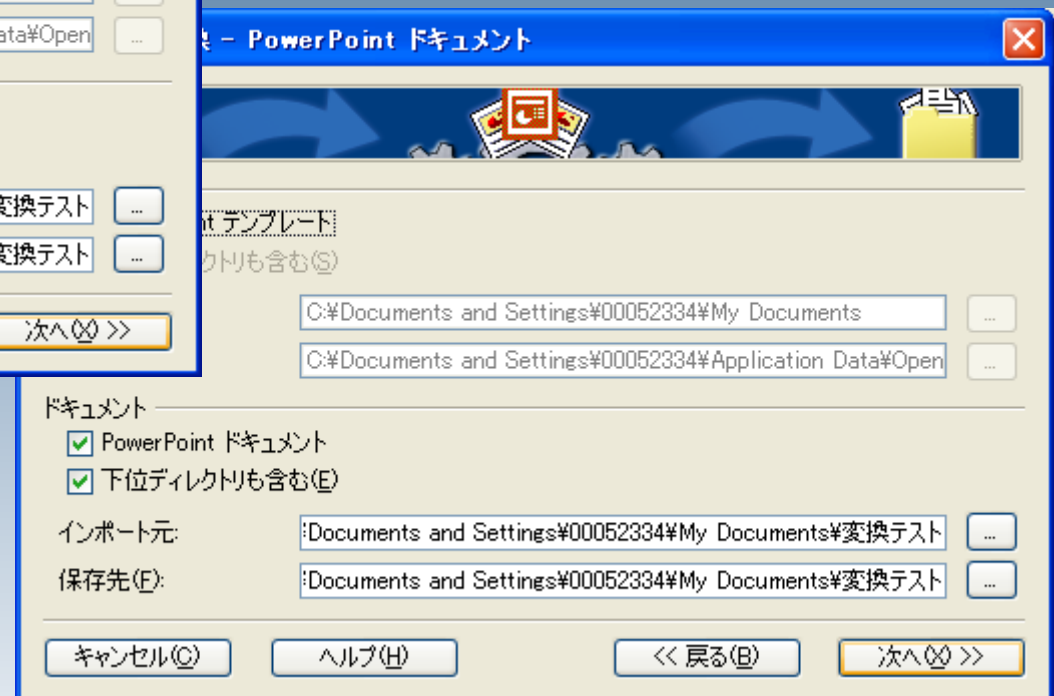 ata¥Open
...
変換テスト
...
変換テスト
...
次へ(X) >>
- PowerPoint ドキュメント
nt テンプレート
クトリも含む(S)
C:¥Documents and Settings¥00052334¥My Documents
...
C:¥Documents and Settings¥00052334¥Application Data¥Open
...
ドキュメント
PowerPoint ドキュメント
下位ディレクトリも含む(E)
インポート元:
:Documents and Settings¥00052334¥My Documents¥変換テスト
...
保存先(F):
:Documents and Settings¥00052334¥My Documents¥変換テスト
...
キャンセル(C)
ヘルプ(H)
<< 戻る(B)
次へ(X) >>